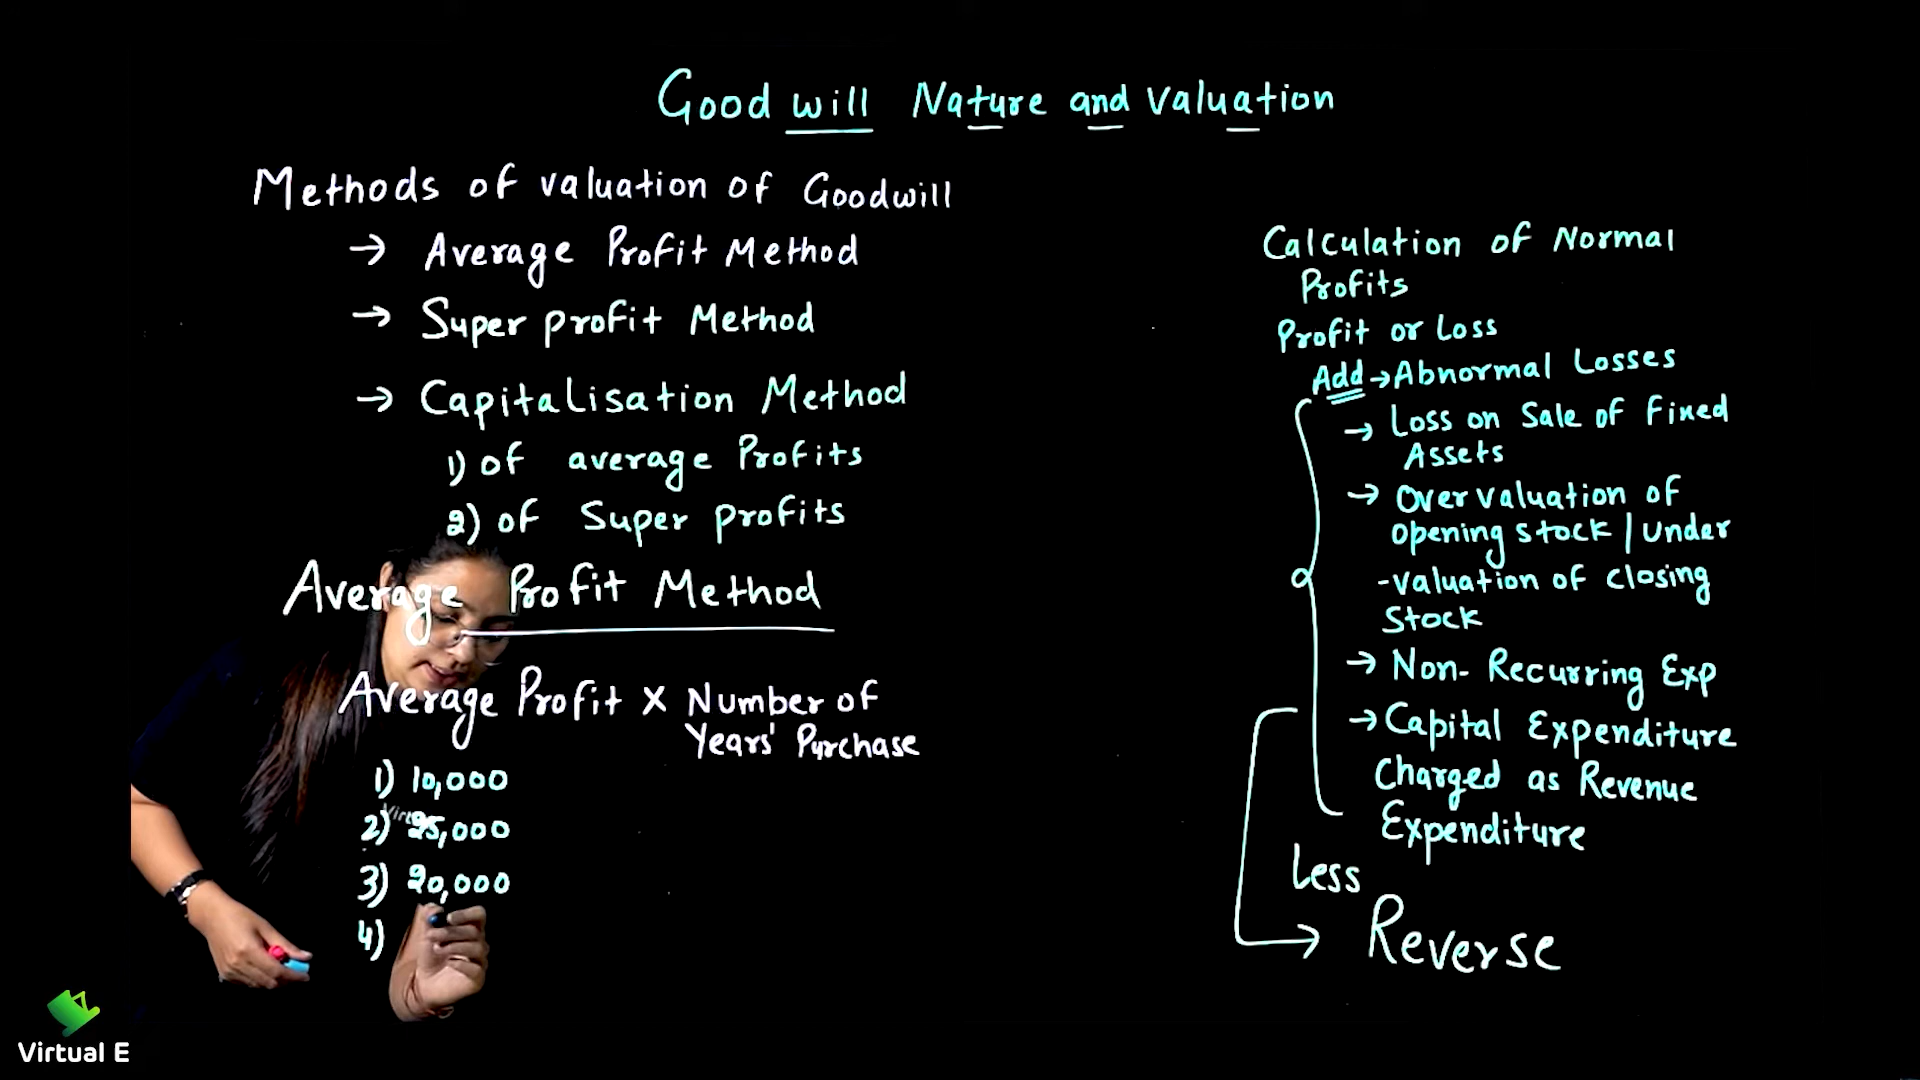 Good will Nature and valuation
Methods of valuation of Goodwill
→ Average Profit Method
→ Super profit Method
→ Capitalisation Method
1) of average Profits
2) of Super profits
Average Profit Method
Average Profit X Number of
Years' Purchase
1) 10,000
2) 25,000
3) 20,000
4)
Calculation of Normal
Profits
Profit or Loss
Add → Abnormal Losses
→ Loss on Sale of Fixed
Assets
→ Over valuation of
opening stock / Under
-valuation of closing
Stock
→ Non- Recurring Exp
→ Capital Expenditure
Charged as Revenue
Expenditure
Less
Reverse
Virtual E